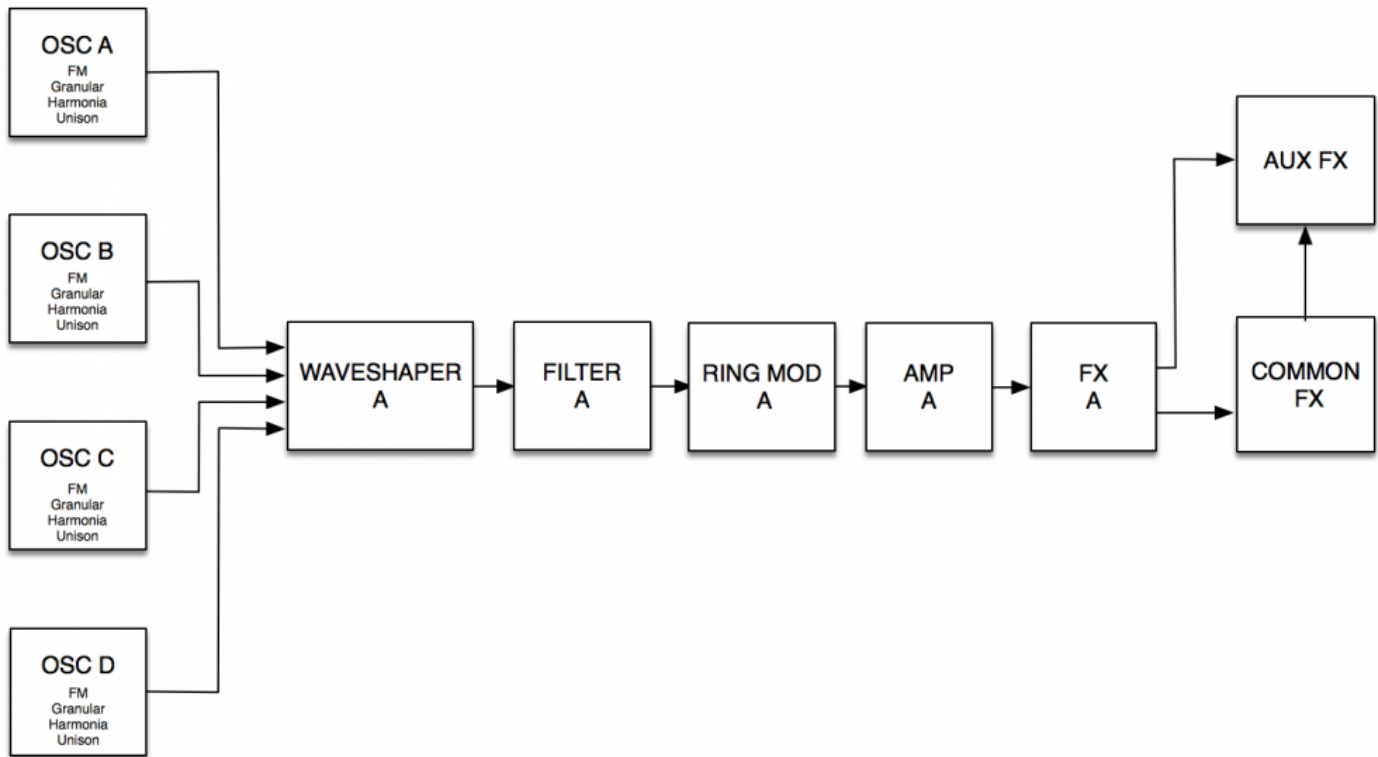 OSC A
FM
Granular
Harmonia
Unison
OSC B
FM
Granular
Harmonia
Unison
OSC C
FM
Granular
Harmonia
Unison
OSC D
FM
Granular
Harmonia
Unison
WAVESHAPER
A
FILTER
A
RING MOD
A
AMP
A
FX
A
AUX FX
COMMON
FX